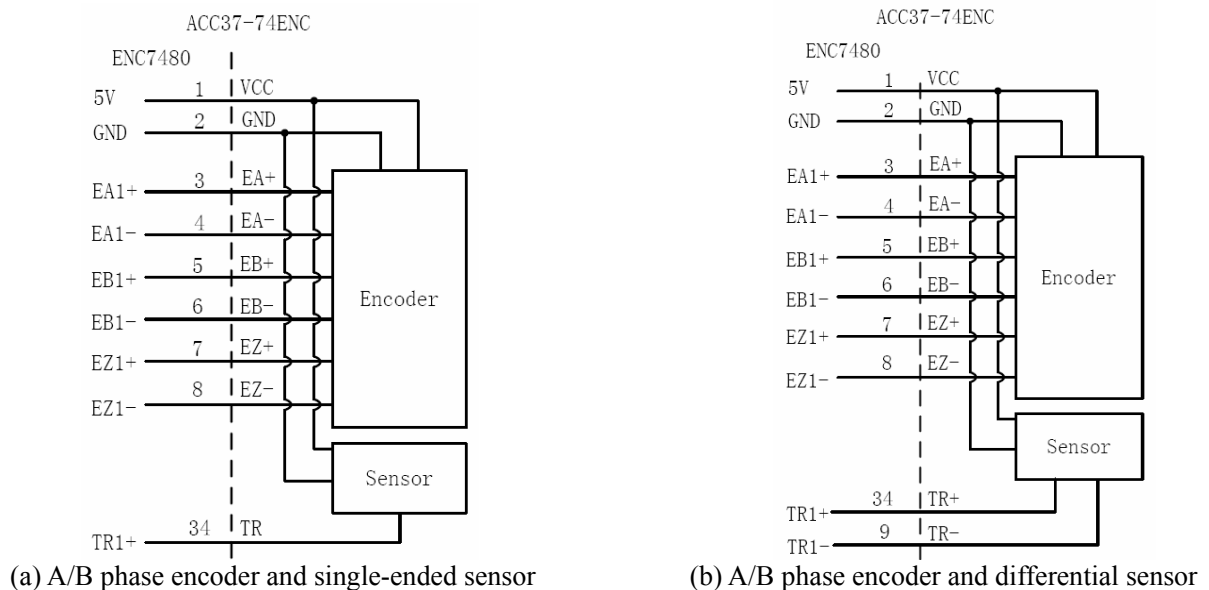 ACC37-74ENC
ENC7480
5V 1 VCC
GND 2 GND
EA1+ 3 EA+
EA1- 4 EA-
EB1+ 5 EB+
EB1- 6 EB-
EZ1+ 7 EZ+
EZ1- 8 EZ-
Encoder
Sensor
TR1+ 34 TR
(a) A/B phase encoder and single-ended sensor
ACC37-74ENC
ENC7480
5V 1 VCC
GND 2 GND
EA1+ 3 EA+
EA1- 4 EA-
EB1+ 5 EB+
EB1- 6 EB-
EZ1+ 7 EZ+
EZ1- 8 EZ-
Encoder
Sensor
TR1+ 34 TR+
TR1- 9 TR-
(b) A/B phase encoder and differential sensor